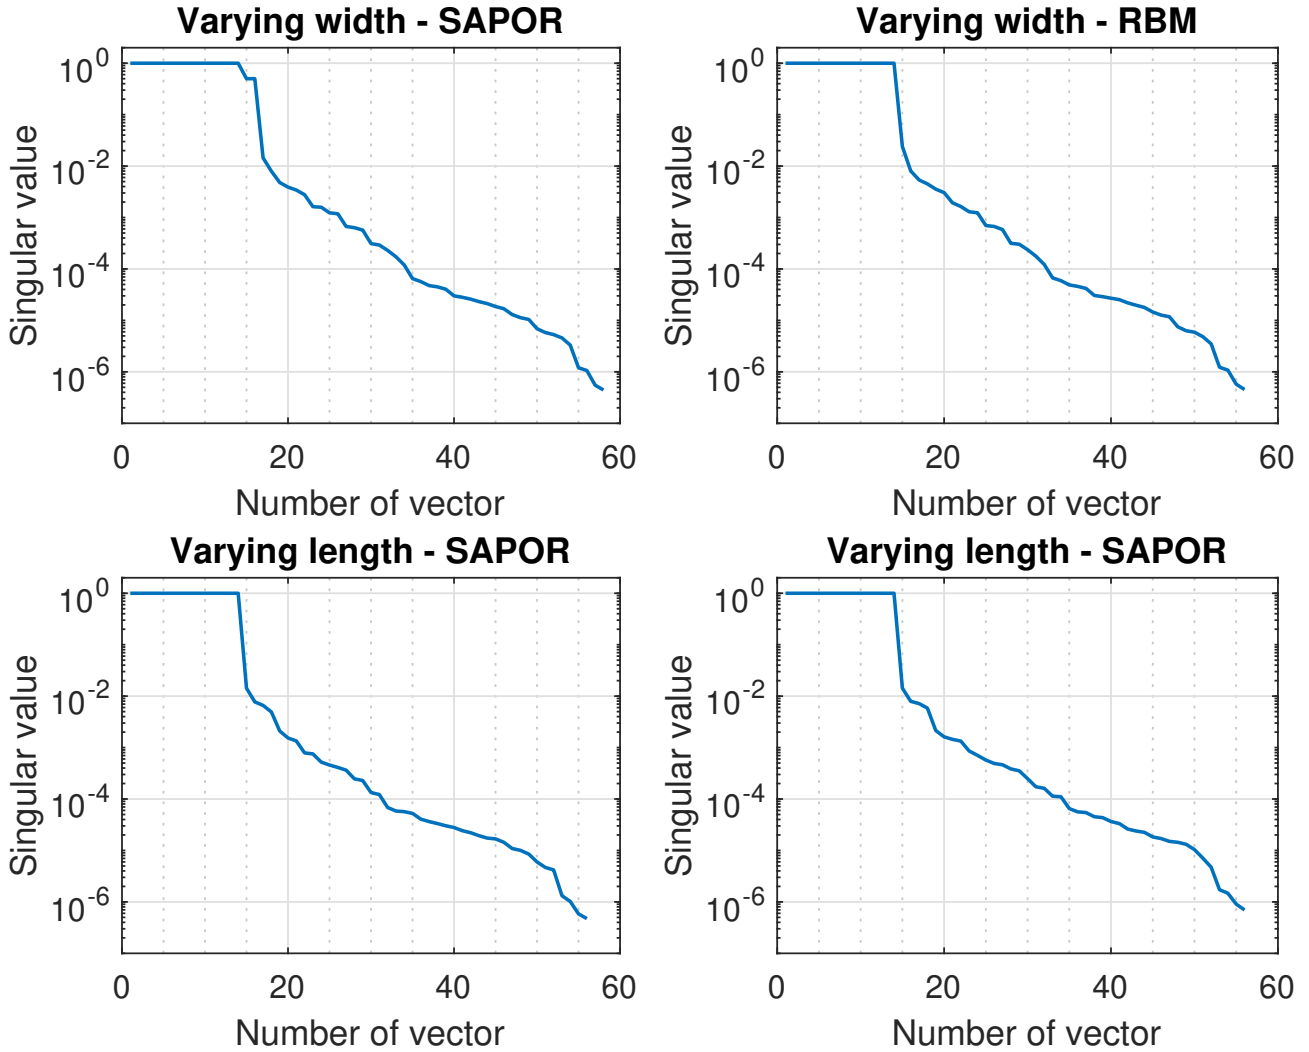 Varying width - SAPOR
Singular value
10^0
10^-2
10^-4
10^-6
0 20 40 60
Number of vector
Varying width - RBM
Singular value
10^0
10^-2
10^-4
10^-6
0 20 40 60
Number of vector
Varying length - SAPOR
Singular value
10^0
10^-2
10^-4
10^-6
0 20 40 60
Number of vector
Varying length - SAPOR
Singular value
10^0
10^-2
10^-4
10^-6
0 20 40 60
Number of vector